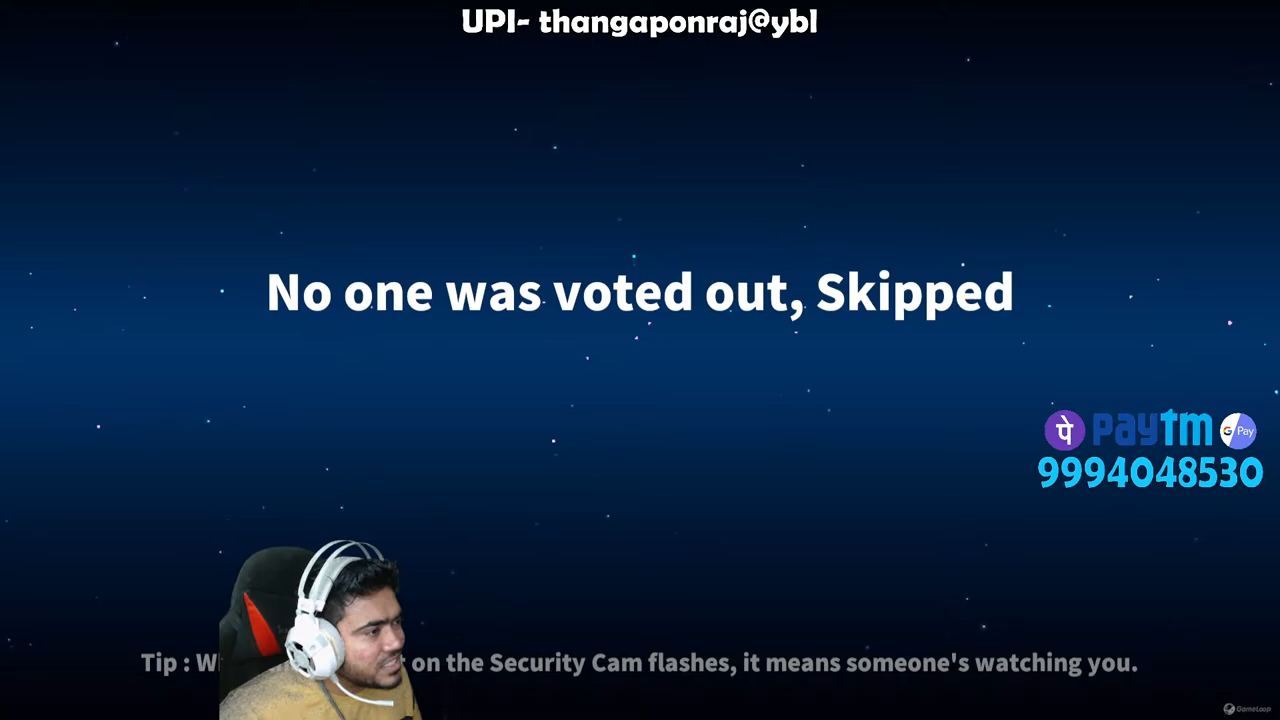 UPI- thangaponraj@ybl
No one was voted out, Skipped
पे paytm G Pay
9994048530
Tip : W on the Security Cam flashes, it means someone's watching you.
GameLoop